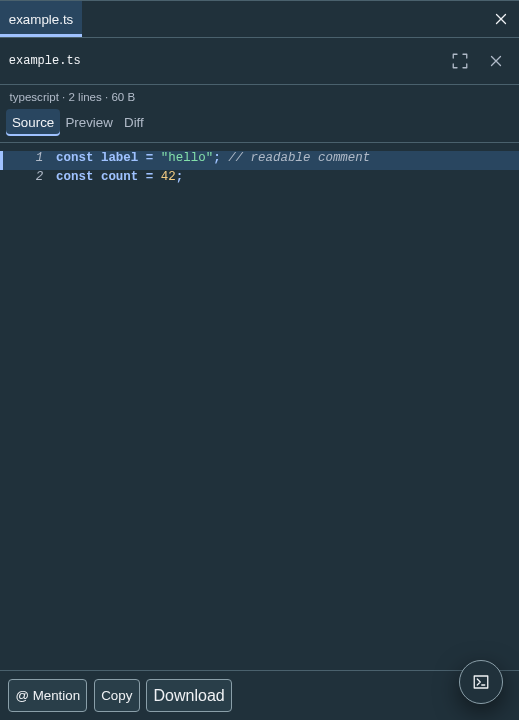 example.ts
example.ts
typescript · 2 lines · 60 B
Source Preview Diff
1 const label = "hello"; // readable comment
2 const count = 42;
@ Mention Copy Download